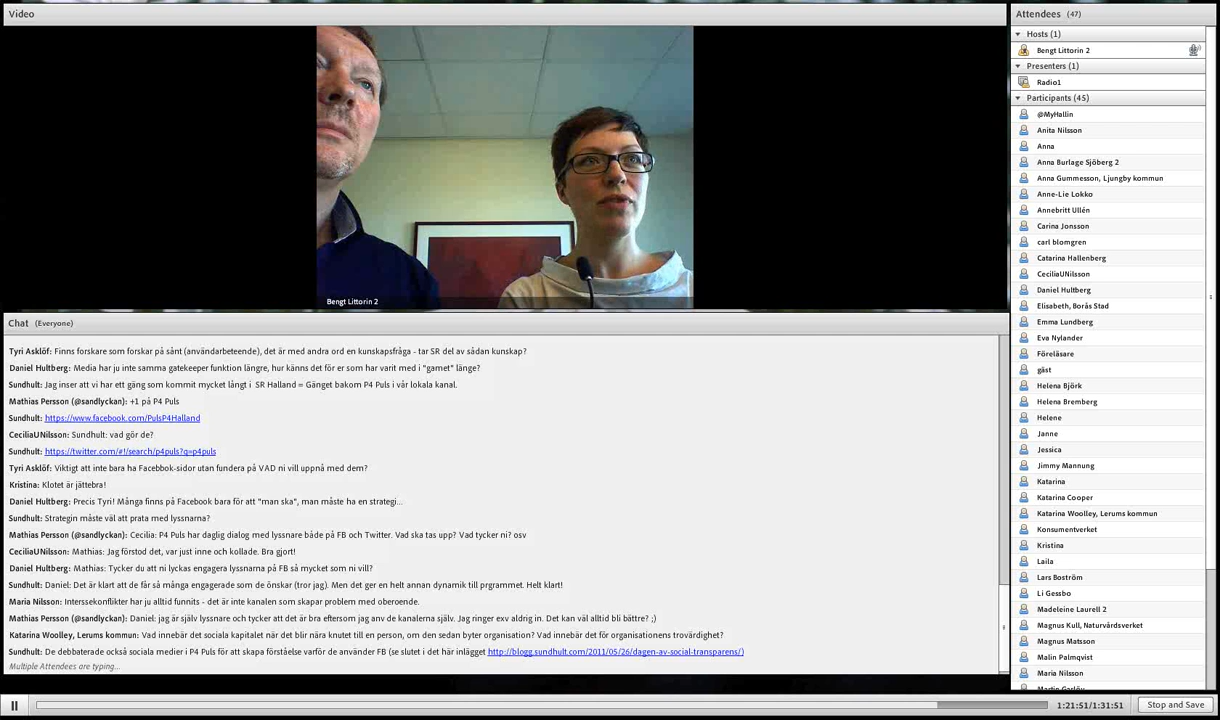 Video
Bengt Littorin 2
Chat (Everyone)
Tyri Asklöf: Finns forskare som forskar på sånt (användarbeteende), det är med andra ord en kunskapsfråga - tar SR del av sådan kunskap?
Daniel Hultberg: Media har ju inte samma gatekeeper funktion längre, hur känns det för er som har varit med i "gamet" länge?
Sundhult: Jag inser att vi har ett gäng som kommit mycket långt i SR Halland = Gänget bakom P4 Puls i vår lokala kanal.
Mathias Persson (@sandlyckan): +1 på P4 Puls
Sundhult: https://www.facebook.com/PulsP4Halland
CeciliaUNilsson: Sundhult: vad gör de?
Sundhult: https://twitter.com/#!/search/p4puls?q=p4puls
Tyri Asklöf: Viktigt att inte bara ha Facebbok-sidor utan fundera på VAD ni vill uppnå med dem?
Kristina: Klotet är jättebra!
Daniel Hultberg: Precis Tyri! Många finns på Facebook bara för att "man ska", man måste ha en strategi...
Sundhult: Strategin måste väl att prata med lyssnarna?
Mathias Persson (@sandlyckan): Cecilia: P4 Puls har daglig dialog med lyssnare både på FB och Twitter. Vad ska tas upp? Vad tycker ni? osv
CeciliaUNilsson: Mathias: Jag förstod det, var just inne och kollade. Bra gjort!
Daniel Hultberg: Mathias: Tycker du att ni lyckas engagera lyssnarna på FB så mycket som ni vill?
Sundhult: Daniel: Det är klart att de får så många engagerade som de önskar (tror jag). Men det ger en helt annan dynamik till prgrammet. Helt klart!
Maria Nilsson: Interssekonflikter har ju alltid funnits - det är inte kanalen som skapar problem med oberoende.
Mathias Persson (@sandlyckan): Daniel: jag är själv lyssnare och tycker att det är bra eftersom jag anv de kanalerna själv. Jag ringer exv aldrig in. Det kan väl alltid bli bättre? ;)
Katarina Woolley, Lerums kommun: Vad innebär det sociala kapitalet när det blir nära knutet till en person, om den sedan byter organisation? Vad innebär det för organisationens trovärdighet?
Sundhult: De debbaterade också sociala medier i P4 Puls för att skapa förståelse varför de använder FB (se slutet i det här inlägget http://blogg.sundhult.com/2011/05/26/dagen-av-social-transparens/)
Multiple Attendees are typing...
Attendees (47)
Hosts (1)
Bengt Littorin 2
Presenters (1)
Radio1
Participants (45)
@MyHallin
Anita Nilsson
Anna
Anna Burlage Sjöberg 2
Anna Gummesson, Ljungby kommun
Anne-Lie Lokko
Annebritt Ullén
Carina Jonsson
carl blomgren
Catarina Hallenberg
CeciliaUNilsson
Daniel Hultberg
Elisabeth, Borås Stad
Emma Lundberg
Eva Nylander
Föreläsare
gäst
Helena Björk
Helena Bremberg
Helene
Janne
Jessica
Jimmy Mannung
Katarina
Katarina Cooper
Katarina Woolley, Lerums kommun
Konsumentverket
Kristina
Laila
Lars Boström
Li Gessbo
Madeleine Laurell 2
Magnus Kull, Naturvårdsverket
Magnus Matsson
Malin Palmqvist
Maria Nilsson
1:21:51/1:31:51
Stop and Save